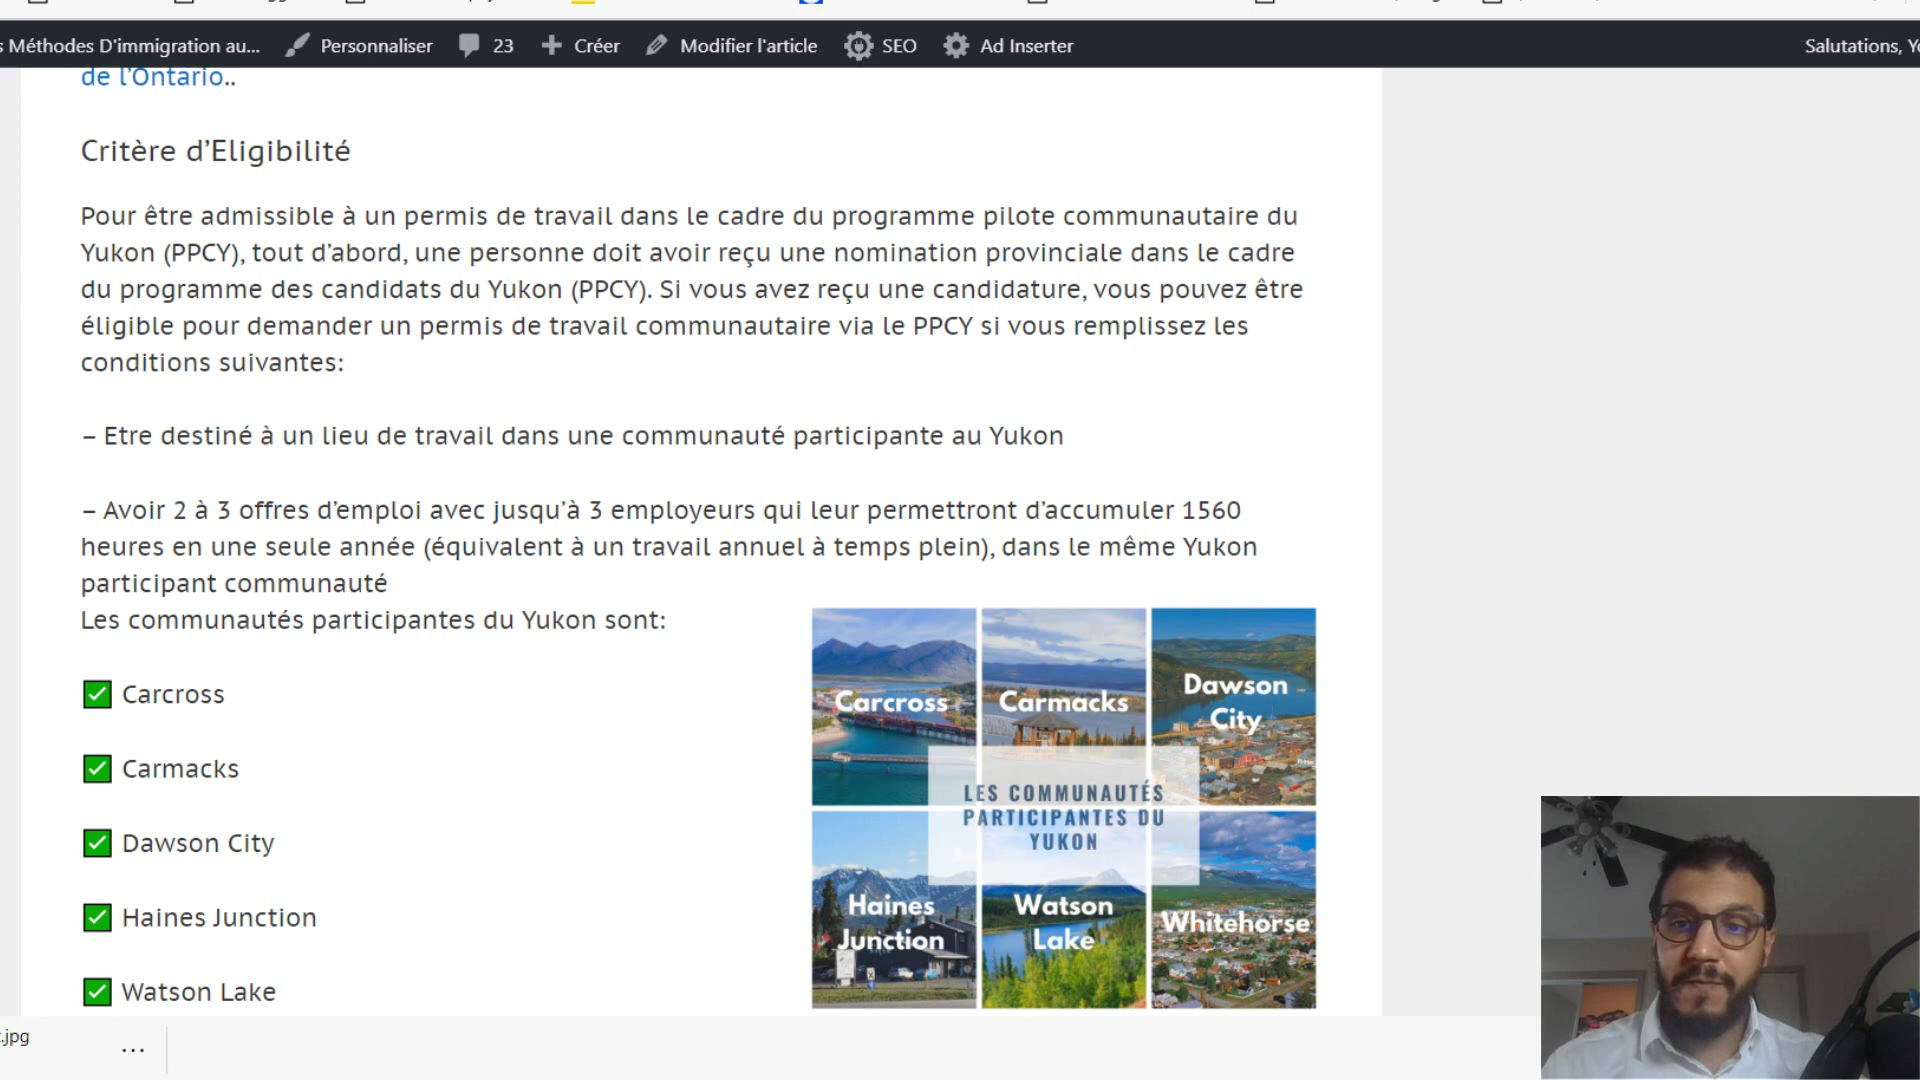 s Méthodes D'immigration au...
Personnaliser
23
Créer
Modifier l'article
SEO
Ad Inserter
Salutations, Yo
de l'Ontario..
Critère d'Eligibilité
Pour être admissible à un permis de travail dans le cadre du programme pilote communautaire du
Yukon (PPCY), tout d'abord, une personne doit avoir reçu une nomination provinciale dans le cadre
du programme des candidats du Yukon (PPCY). Si vous avez reçu une candidature, vous pouvez être
éligible pour demander un permis de travail communautaire via le PPCY si vous remplissez les
conditions suivantes:
– Etre destiné à un lieu de travail dans une communauté participante au Yukon
– Avoir 2 à 3 offres d'emploi avec jusqu'à 3 employeurs qui leur permettront d'accumuler 1560
heures en une seule année (équivalent à un travail annuel à temps plein), dans le même Yukon
participant communauté
Les communautés participantes du Yukon sont:
Carcross
Carmacks
Dawson City
Haines Junction
Watson Lake
Carcross
Carmacks
Dawson
City
LES COMMUNAUTÉS
PARTICIPANTES DU
YUKON
Haines
Junction
Watson
Lake
Whitehorse
.jpg